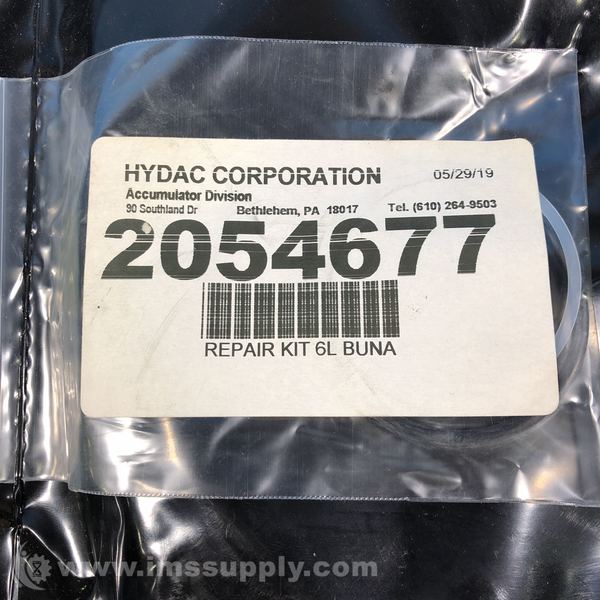 HYDAC CORPORATION 05/29/19
Accumulator Division
90 Southland Dr Bethlehem, PA 18017 Tel. (610) 264-9503
2054677
REPAIR KIT 6L BUNA
www.imssupply.com